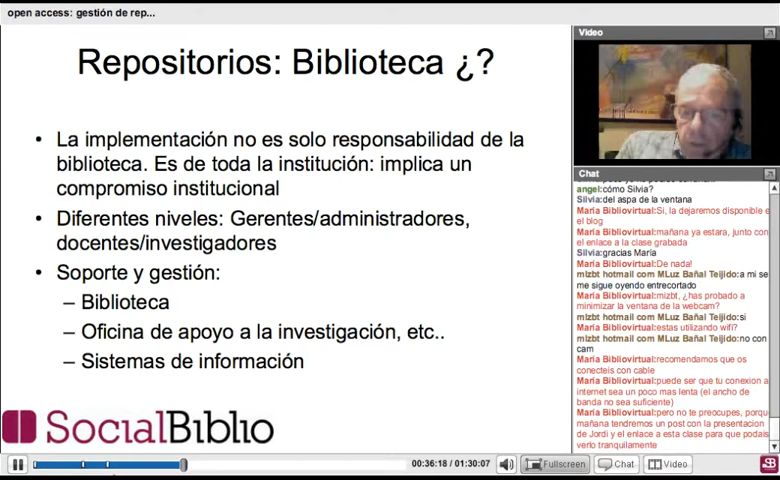 open access: gestión de rep...
Repositorios: Biblioteca ¿?
• La implementación no es solo responsabilidad de la
biblioteca. Es de toda la institución: implica un
compromiso institucional
• Diferentes niveles: Gerentes/administradores,
docentes/investigadores
• Soporte y gestión:
– Biblioteca
– Oficina de apoyo a la investigación, etc..
– Sistemas de información
SocialBiblio
Video
Chat
angel:cómo Silvia?
Silvia:del aspa de la ventana
María Bibliovirtual:Si, la dejaremos disponible e
el blog
María Bibliovirtual:mañana ya estara, junto con
el enlace a la clase grabada
Silvia:gracias María
María Bibliovirtual:De nada!
mlzbt hotmail com MLuz Bañal Teijido:a mi se
me sigue oyendo entrecortado
María Bibliovirtual:mizbt, ¿has probado a
minimizar la ventana de la webcam?
mlzbt hotmail com MLuz Bañal Teijido:si
María Bibliovirtual:estas utilizando wifi?
mlzbt hotmail com MLuz Bañal Teijido:no con
cam
María Bibliovirtual:recomendamos que os
conecteis con cable
María Bibliovirtual:puede ser que tu conexion a
internet sea un poco mas lenta (el ancho de
banda no sea suficiente)
María Bibliovirtual:pero no te preocupes, porque
mañana tendremos un post con la presentacion
de Jordi y el enlace a esta clase para que podais
verlo tranquilamente
00:36:18 / 01:30:07
Fullscreen
Chat
Video
SB